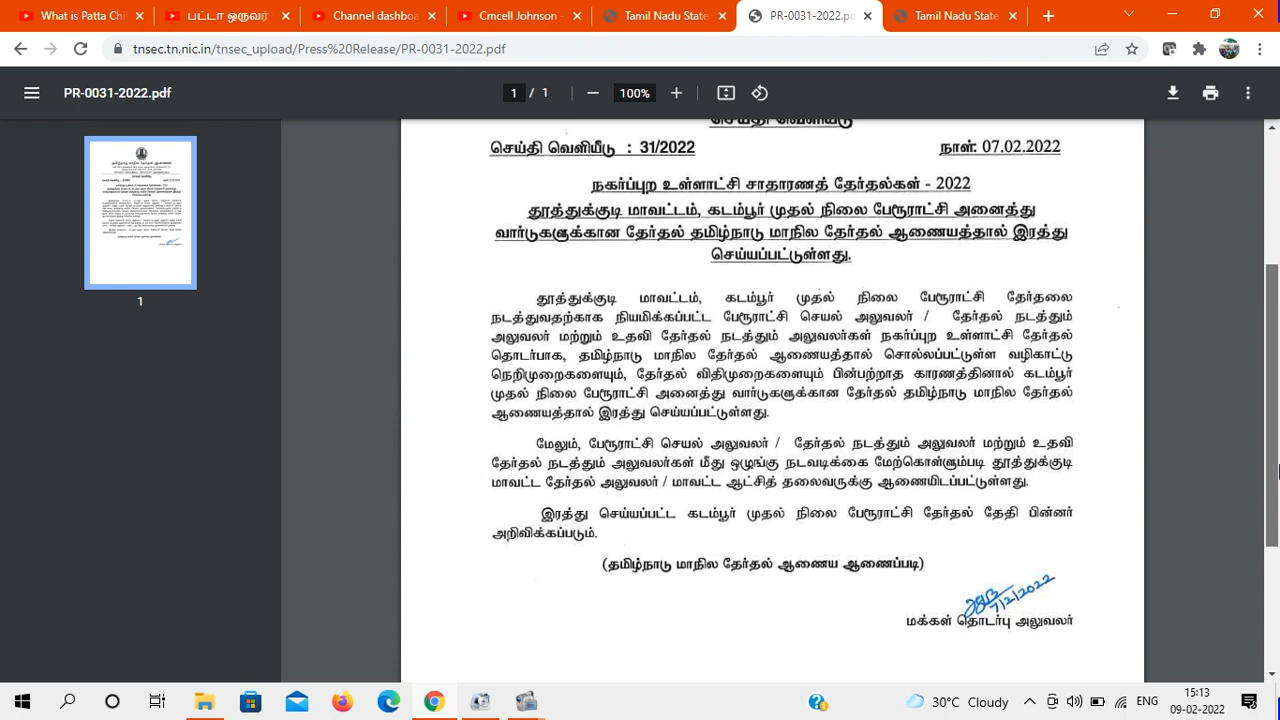 What is Patta Chi
பட்டா ஒருவர்
Channel dashboa
Cmcell Johnson -
Tamil Nadu State
PR-0031-2022.pd
Tamil Nadu State
tnsec.tn.nic.in/tnsec_upload/Press%20Release/PR-0031-2022.pdf
PR-0031-2022.pdf
1 / 1
100%
செய்தி வெளியீடு
செய்தி வெளியீடு : 31/2022 நாள்: 07.02.2022
நகர்ப்புற உள்ளாட்சி சாதாரணத் தேர்தல்கள் - 2022
தூத்துக்குடி மாவட்டம், கடம்பூர் முதல் நிலை பேரூராட்சி அனைத்து
வார்டுகளுக்கான தேர்தல் தமிழ்நாடு மாநில தேர்தல் ஆணையத்தால் இரத்து
செய்யப்பட்டுள்ளது.
தூத்துக்குடி மாவட்டம், கடம்பூர் முதல் நிலை பேரூராட்சி தேர்தலை
நடத்துவதற்காக நியமிக்கப்பட்ட பேரூராட்சி செயல் அலுவலர் / தேர்தல் நடத்தும்
அலுவலர் மற்றும் உதவி தேர்தல் நடத்தும் அலுவலர்கள் நகர்ப்புற உள்ளாட்சி தேர்தல்
தொடர்பாக, தமிழ்நாடு மாநில தேர்தல் ஆணையத்தால் சொல்லப்பட்டுள்ள வழிகாட்டு
நெறிமுறைகளையும், தேர்தல் விதிமுறைகளையும் பின்பற்றாத காரணத்தினால் கடம்பூர்
முதல் நிலை பேரூராட்சி அனைத்து வார்டுகளுக்கான தேர்தல் தமிழ்நாடு மாநில தேர்தல்
ஆணையத்தால் இரத்து செய்யப்பட்டுள்ளது.
மேலும், பேரூராட்சி செயல் அலுவலர் / தேர்தல் நடத்தும் அலுவலர் மற்றும் உதவி
தேர்தல் நடத்தும் அலுவலர்கள் மீது ஒழுங்கு நடவடிக்கை மேற்கொள்ளும்படி தூத்துக்குடி
மாவட்ட தேர்தல் அலுவலர் / மாவட்ட ஆட்சித் தலைவருக்கு ஆணையிடப்பட்டுள்ளது.
இரத்து செய்யப்பட்ட கடம்பூர் முதல் நிலை பேரூராட்சி தேர்தல் தேதி பின்னர்
அறிவிக்கப்படும்.
(தமிழ்நாடு மாநில தேர்தல் ஆணைய ஆணைப்படி)
7/2/2022
மக்கள் தொடர்பு அலுவலர்
1
30°C Cloudy
ENG
15:13
09-02-2022